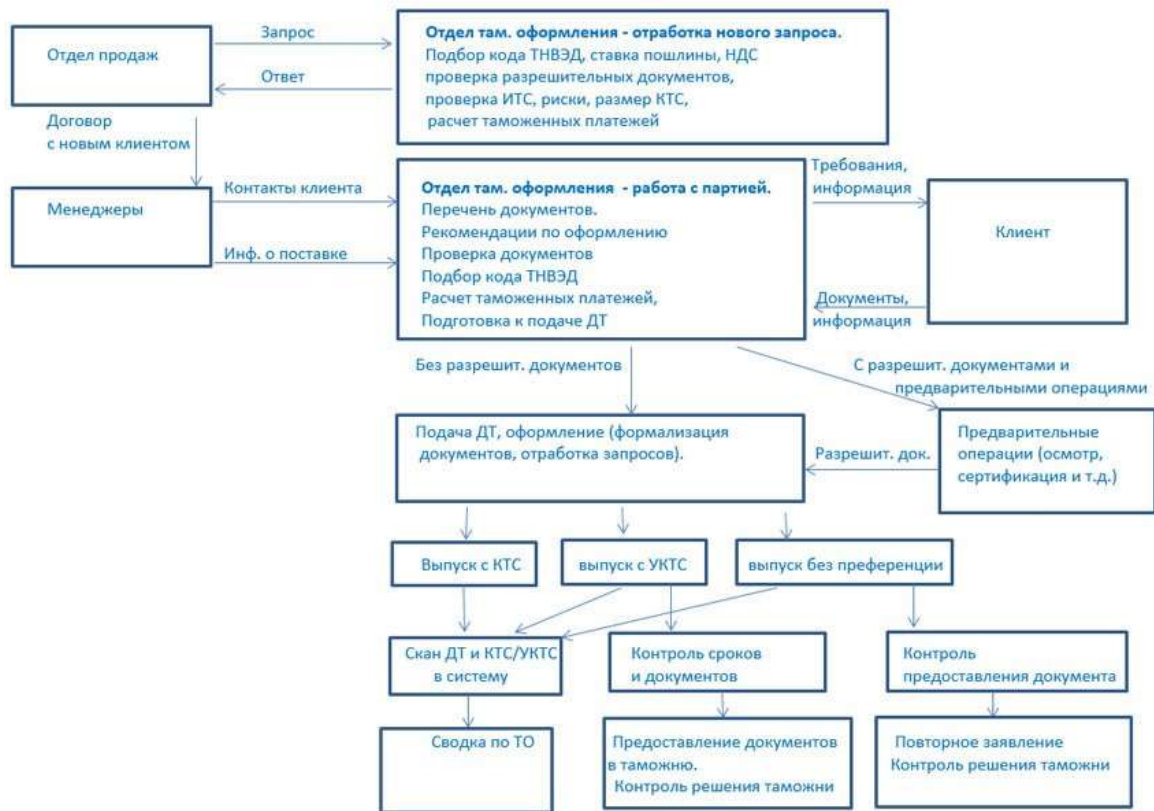 Отдел продаж
Запрос
Ответ
Отдел там. оформления - отработка нового запроса.
Подбор кода ТНВЭД, ставка пошлины, НДС
проверка разрешительных документов,
проверка ИТС, риски, размер КТС,
расчет таможенных платежей
Договор
с новым клиентом
Менеджеры
Контакты клиента
Инф. о поставке
Отдел там. оформления - работа с партией.
Перечень документов.
Рекомендации по оформлению
Проверка документов
Подбор кода ТНВЭД
Расчет таможенных платежей,
Подготовка к подаче ДТ
Требования,
информация
Клиент
Документы,
информация
Без разрешит. документов
С разрешит. документами и
предварительными операциями
Подача ДТ, оформление (формализация
документов, отработка запросов).
Разрешит. док.
Предварительные
операции (осмотр,
сертификация и т.д.)
Выпуск с КТС
выпуск с УКТС
выпуск без преференции
Скан ДТ и КТС/УКТС
в систему
Контроль сроков
и документов
Контроль
предоставления документа
Сводка по ТО
Предоставление документов
в таможню.
Контроль решения таможни
Повторное заявление
Контроль решения таможни